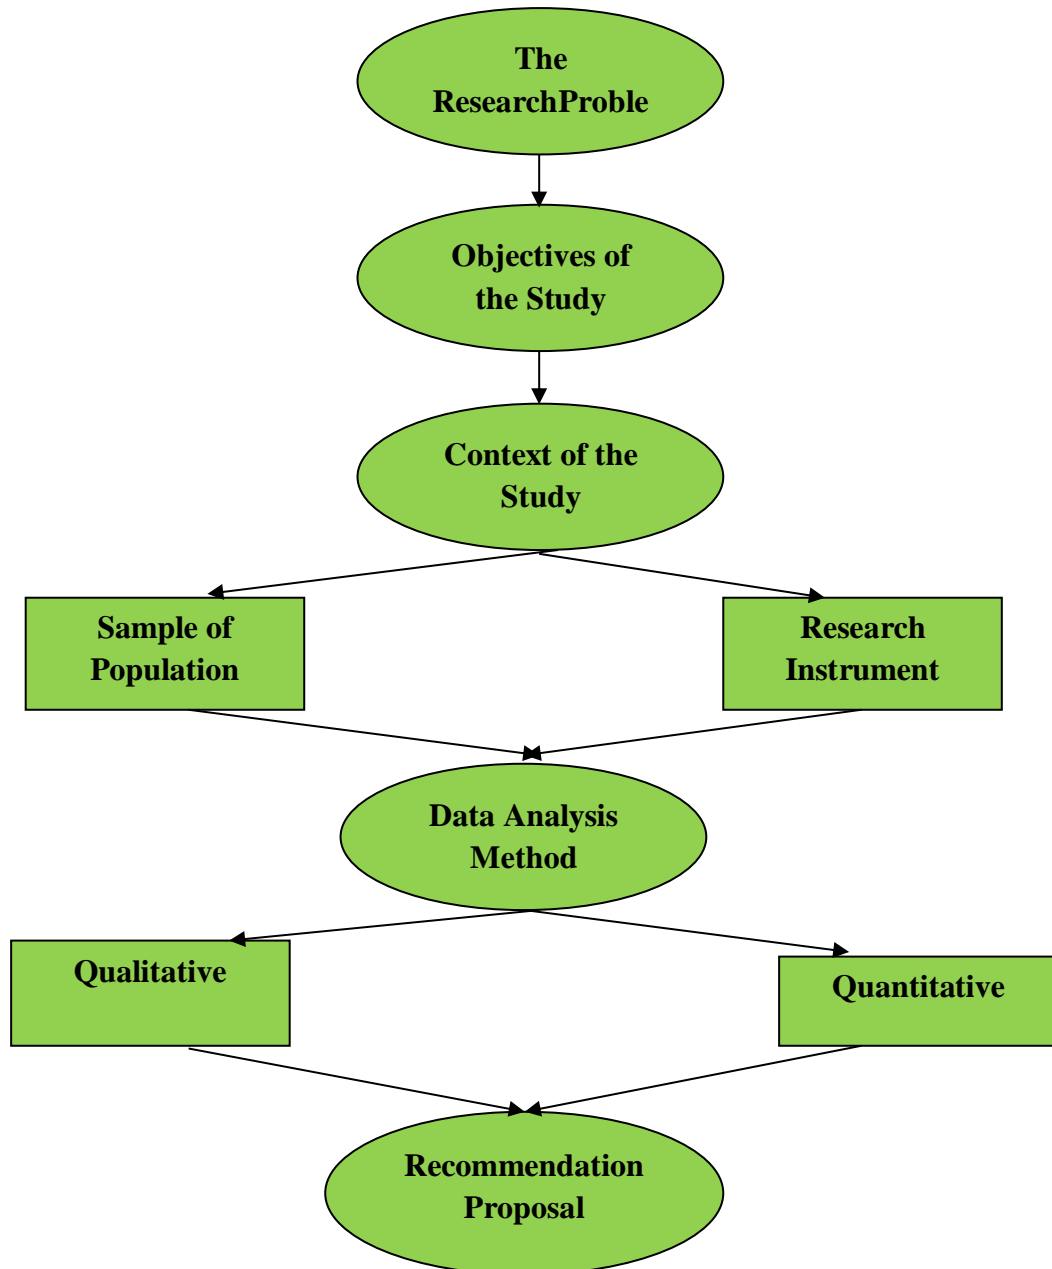 The
ResearchProble
Objectives of
the Study
Context of the
Study
Sample of
Population
Research
Instrument
Data Analysis
Method
Qualitative
Quantitative
Recommendation
Proposal